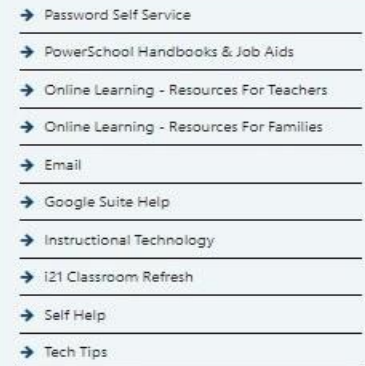 Password Self Service
PowerSchool Handbooks & Job Aids
Online Learning - Resources For Teachers
Online Learning - Resources For Families
Email
Google Suite Help
Instructional Technology
i21 Classroom Refresh
Self Help
Tech Tips